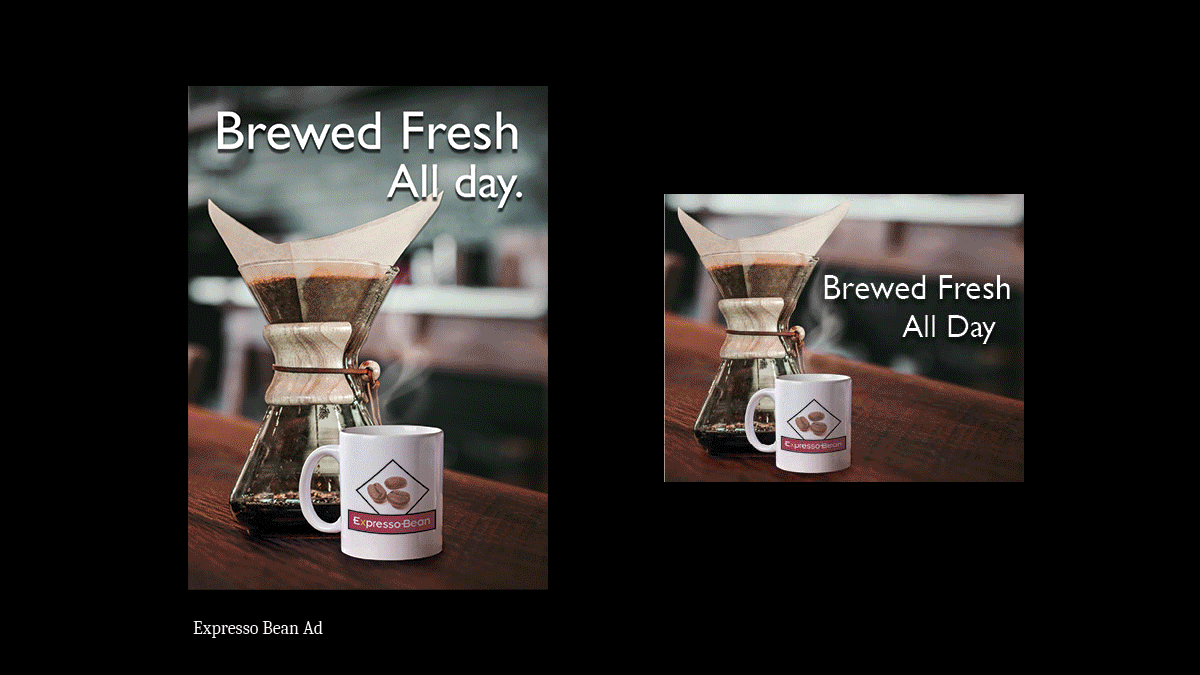 Brewed Fresh
All day.
Expresso-Bean
Expresso Bean Ad
Brewed Fresh
All Day
Expresso-Bean